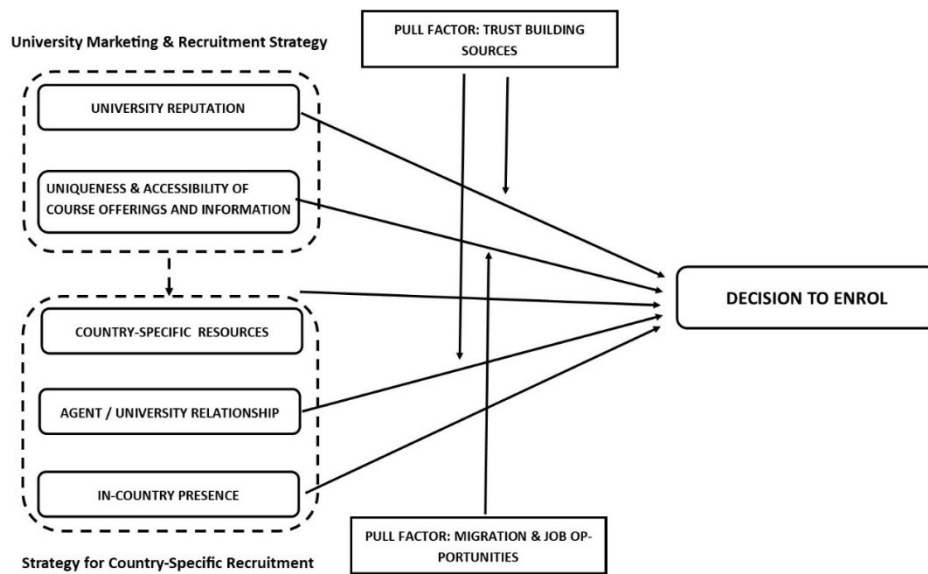 University Marketing & Recruitment Strategy
PULL FACTOR: TRUST BUILDING
SOURCES
UNIVERSITY REPUTATION
UNIQUENESS & ACCESSIBILITY OF
COURSE OFFERINGS AND INFORMATION
DECISION TO ENROL
COUNTRY-SPECIFIC RESOURCES
AGENT / UNIVERSITY RELATIONSHIP
IN-COUNTRY PRESENCE
PULL FACTOR: MIGRATION & JOB OP-
PORTUNITIES
Strategy for Country-Specific Recruitment